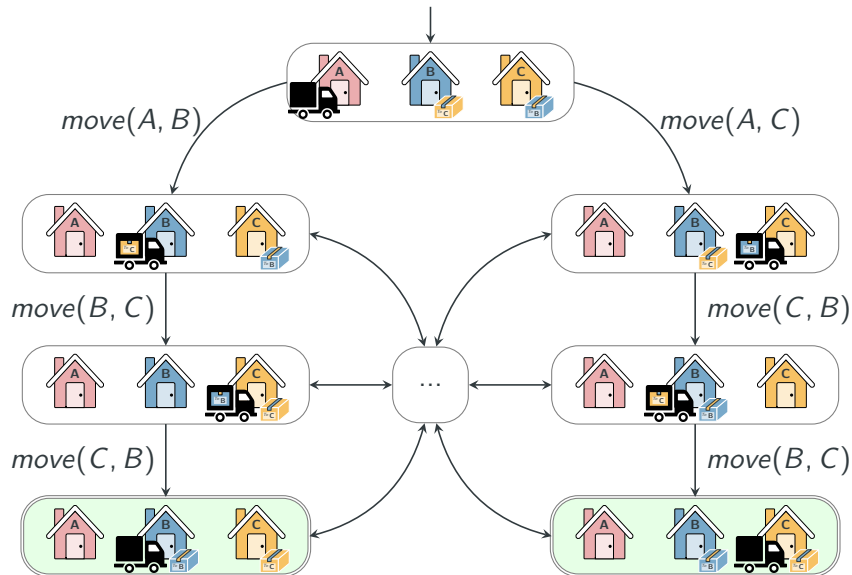 A B C
C B
move(A, B) move(A, C)
A B C A B C
C B C B
move(B, C) move(C, B)
A B C ... A B C
B C C B
move(C, B) move(B, C)
A B C A B C
B C B C